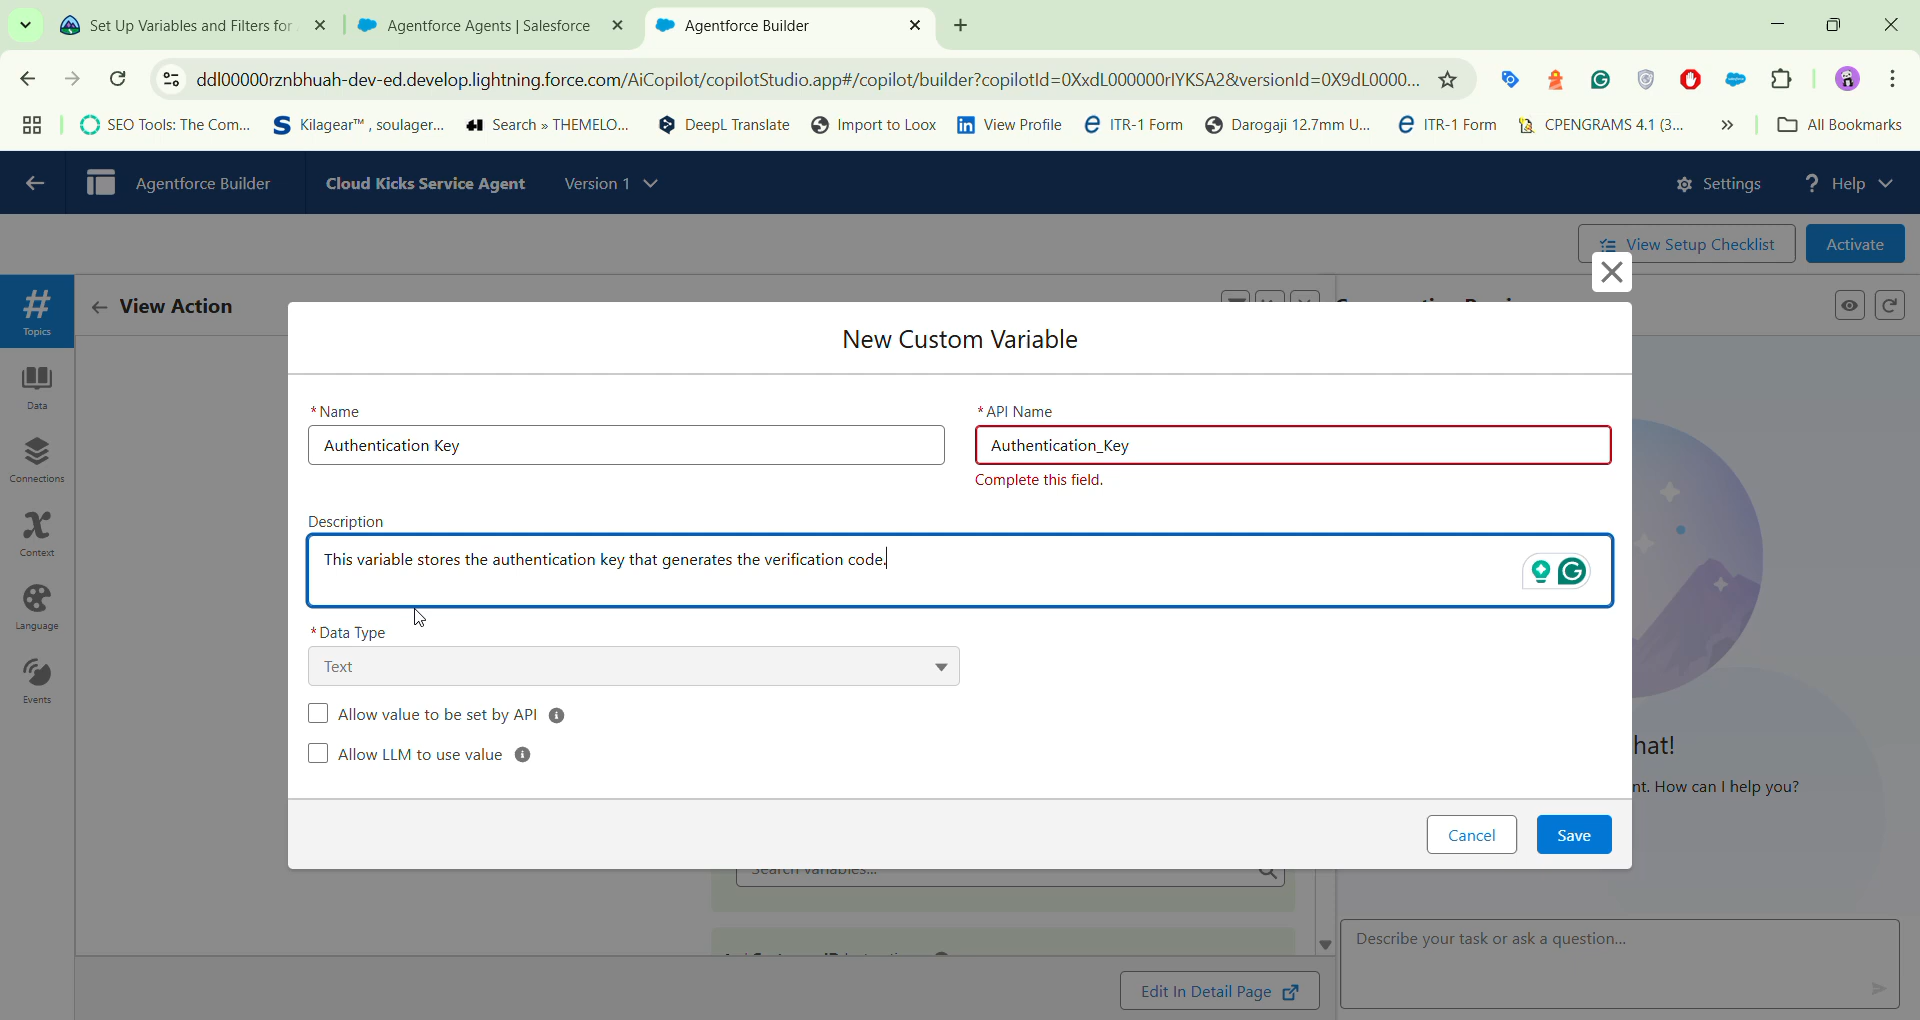 Set Up Variables and Filters for
Agentforce Agents | Salesforce
Agentforce Builder
ddl00000rznbhuah-dev-ed.develop.lightning.force.com/AiCopilot/copilotStudio.app#/copilot/builder?copilotId=0XxdL000000rIYKSA2&versionId=0X9dL0000...
SEO Tools: The Com...
Kilagear™ , soulager...
Search » THEMELO...
DeepL Translate
Import to Loox
View Profile
ITR-1 Form
Darogaji 12.7mm U...
ITR-1 Form
CPENGRAMS 4.1 (3...
All Bookmarks
Agentforce Builder
Cloud Kicks Service Agent
Version 1
Settings
? Help
View Setup Checklist
Activate
Topics
View Action
New Custom Variable
Data
*Name
*API Name
Authentication Key
Authentication_Key
Connections
Complete this field.
Description
Context
This variable stores the authentication key that generates the verification code.
Language
*Data Type
Text
Events
Allow value to be set by API
Allow LLM to use value
hat!
nt. How can I help you?
Cancel
Save
Search variables...
Describe your task or ask a question...
Edit In Detail Page